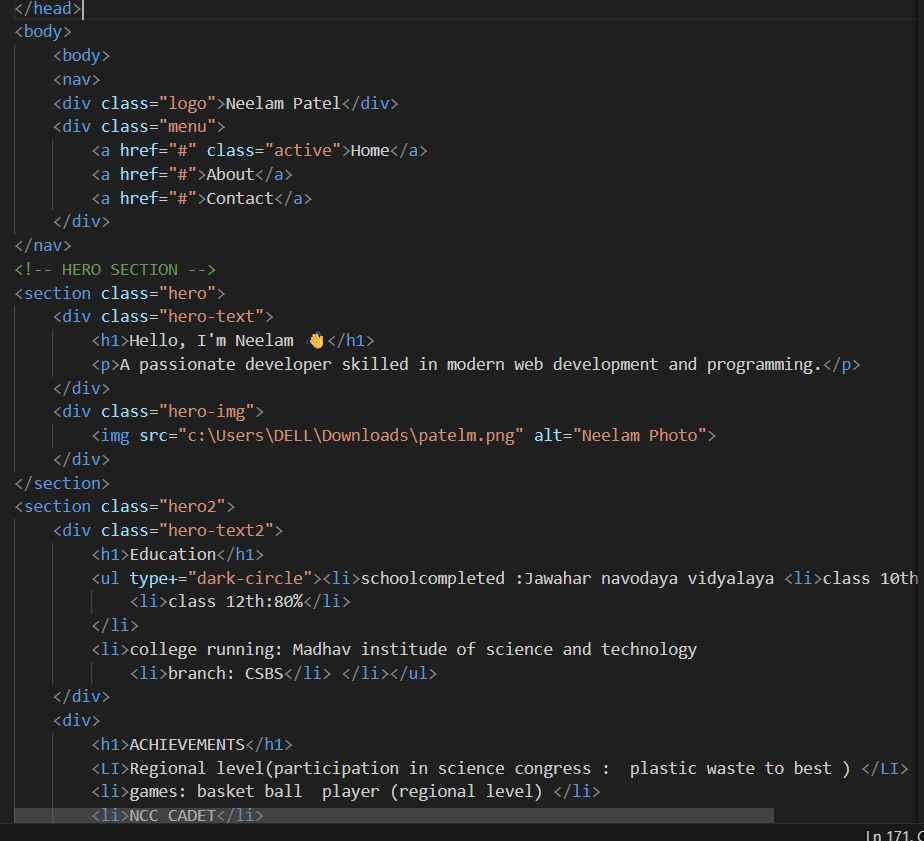 </head>
<body>
    <body>
    <nav>
    <div class="logo">Neelam Patel</div>
    <div class="menu">
        <a href="#" class="active">Home</a>
        <a href="#">About</a>
        <a href="#">Contact</a>
    </div>
</nav>
<!-- HERO SECTION -->
<section class="hero">
    <div class="hero-text">
        <h1>Hello, I'm Neelam 👋</h1>
        <p>A passionate developer skilled in modern web development and programming.</p>
    </div>
    <div class="hero-img">
        <img src="c:\Users\DELL\Downloads\patelm.png" alt="Neelam Photo">
    </div>
</section>
<section class="hero2">
    <div class="hero-text2">
        <h1>Education</h1>
        <ul type+="dark-circle"><li>schoolcompleted :Jawahar navodaya vidyalaya <li>class 10th
            <li>class 12th:80%</li>
        </li>
        <li>college running: Madhav institude of science and technology
            <li>branch: CSBS</li> </li></ul>
    </div>
    <div>
        <h1>ACHIEVEMENTS</h1>
        <LI>Regional level(participation in science congress :  plastic waste to best ) </LI>
        <li>games: basket ball  player (regional level) </li>
        <li>NCC CADET</li>
Ln 171,